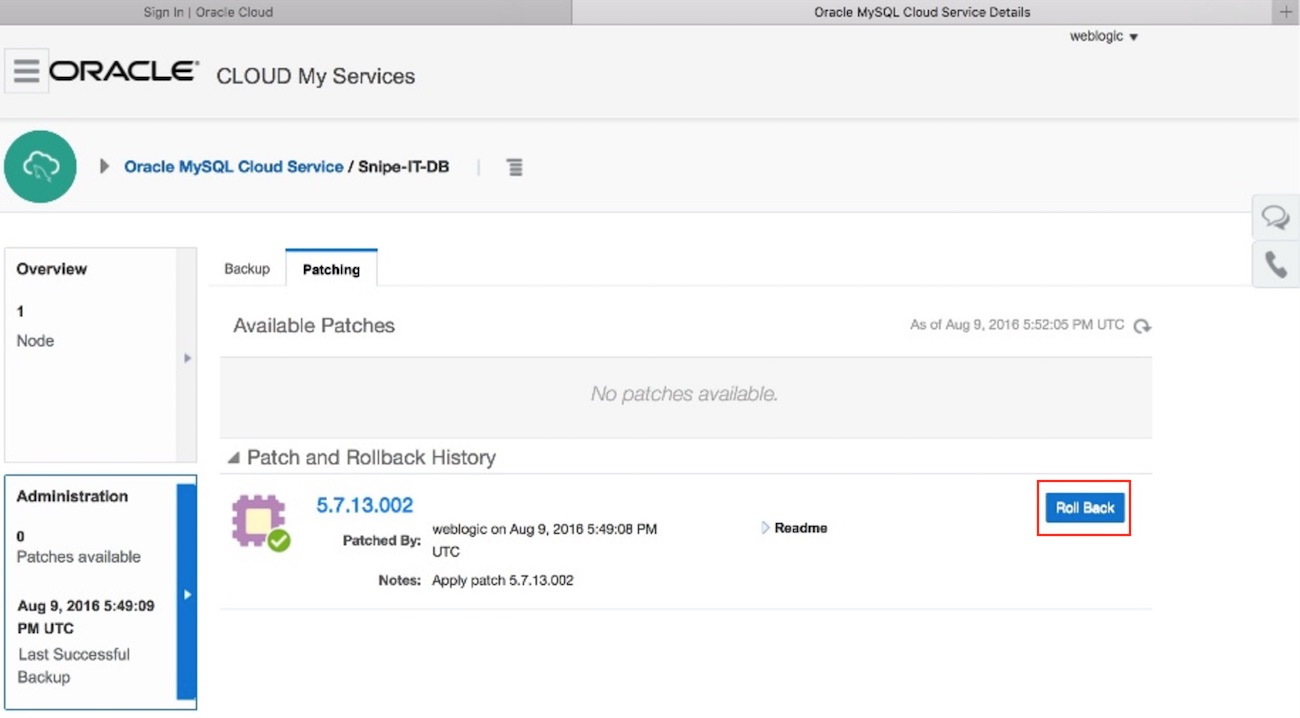 Sign In | Oracle Cloud
Oracle MySQL Cloud Service Details
weblogic
ORACLE CLOUD My Services
Oracle MySQL Cloud Service / Snipe-IT-DB
Overview
1
Node
Backup
Patching
Available Patches
As of Aug 9, 2016 5:52:05 PM UTC
No patches available.
Patch and Rollback History
5.7.13.002
Patched By: weblogic on Aug 9, 2016 5:49:08 PM
UTC
Readme
Roll Back
Notes: Apply patch 5.7.13.002
Administration
0
Patches available
Aug 9, 2016 5:49:09
PM UTC
Last Successful
Backup